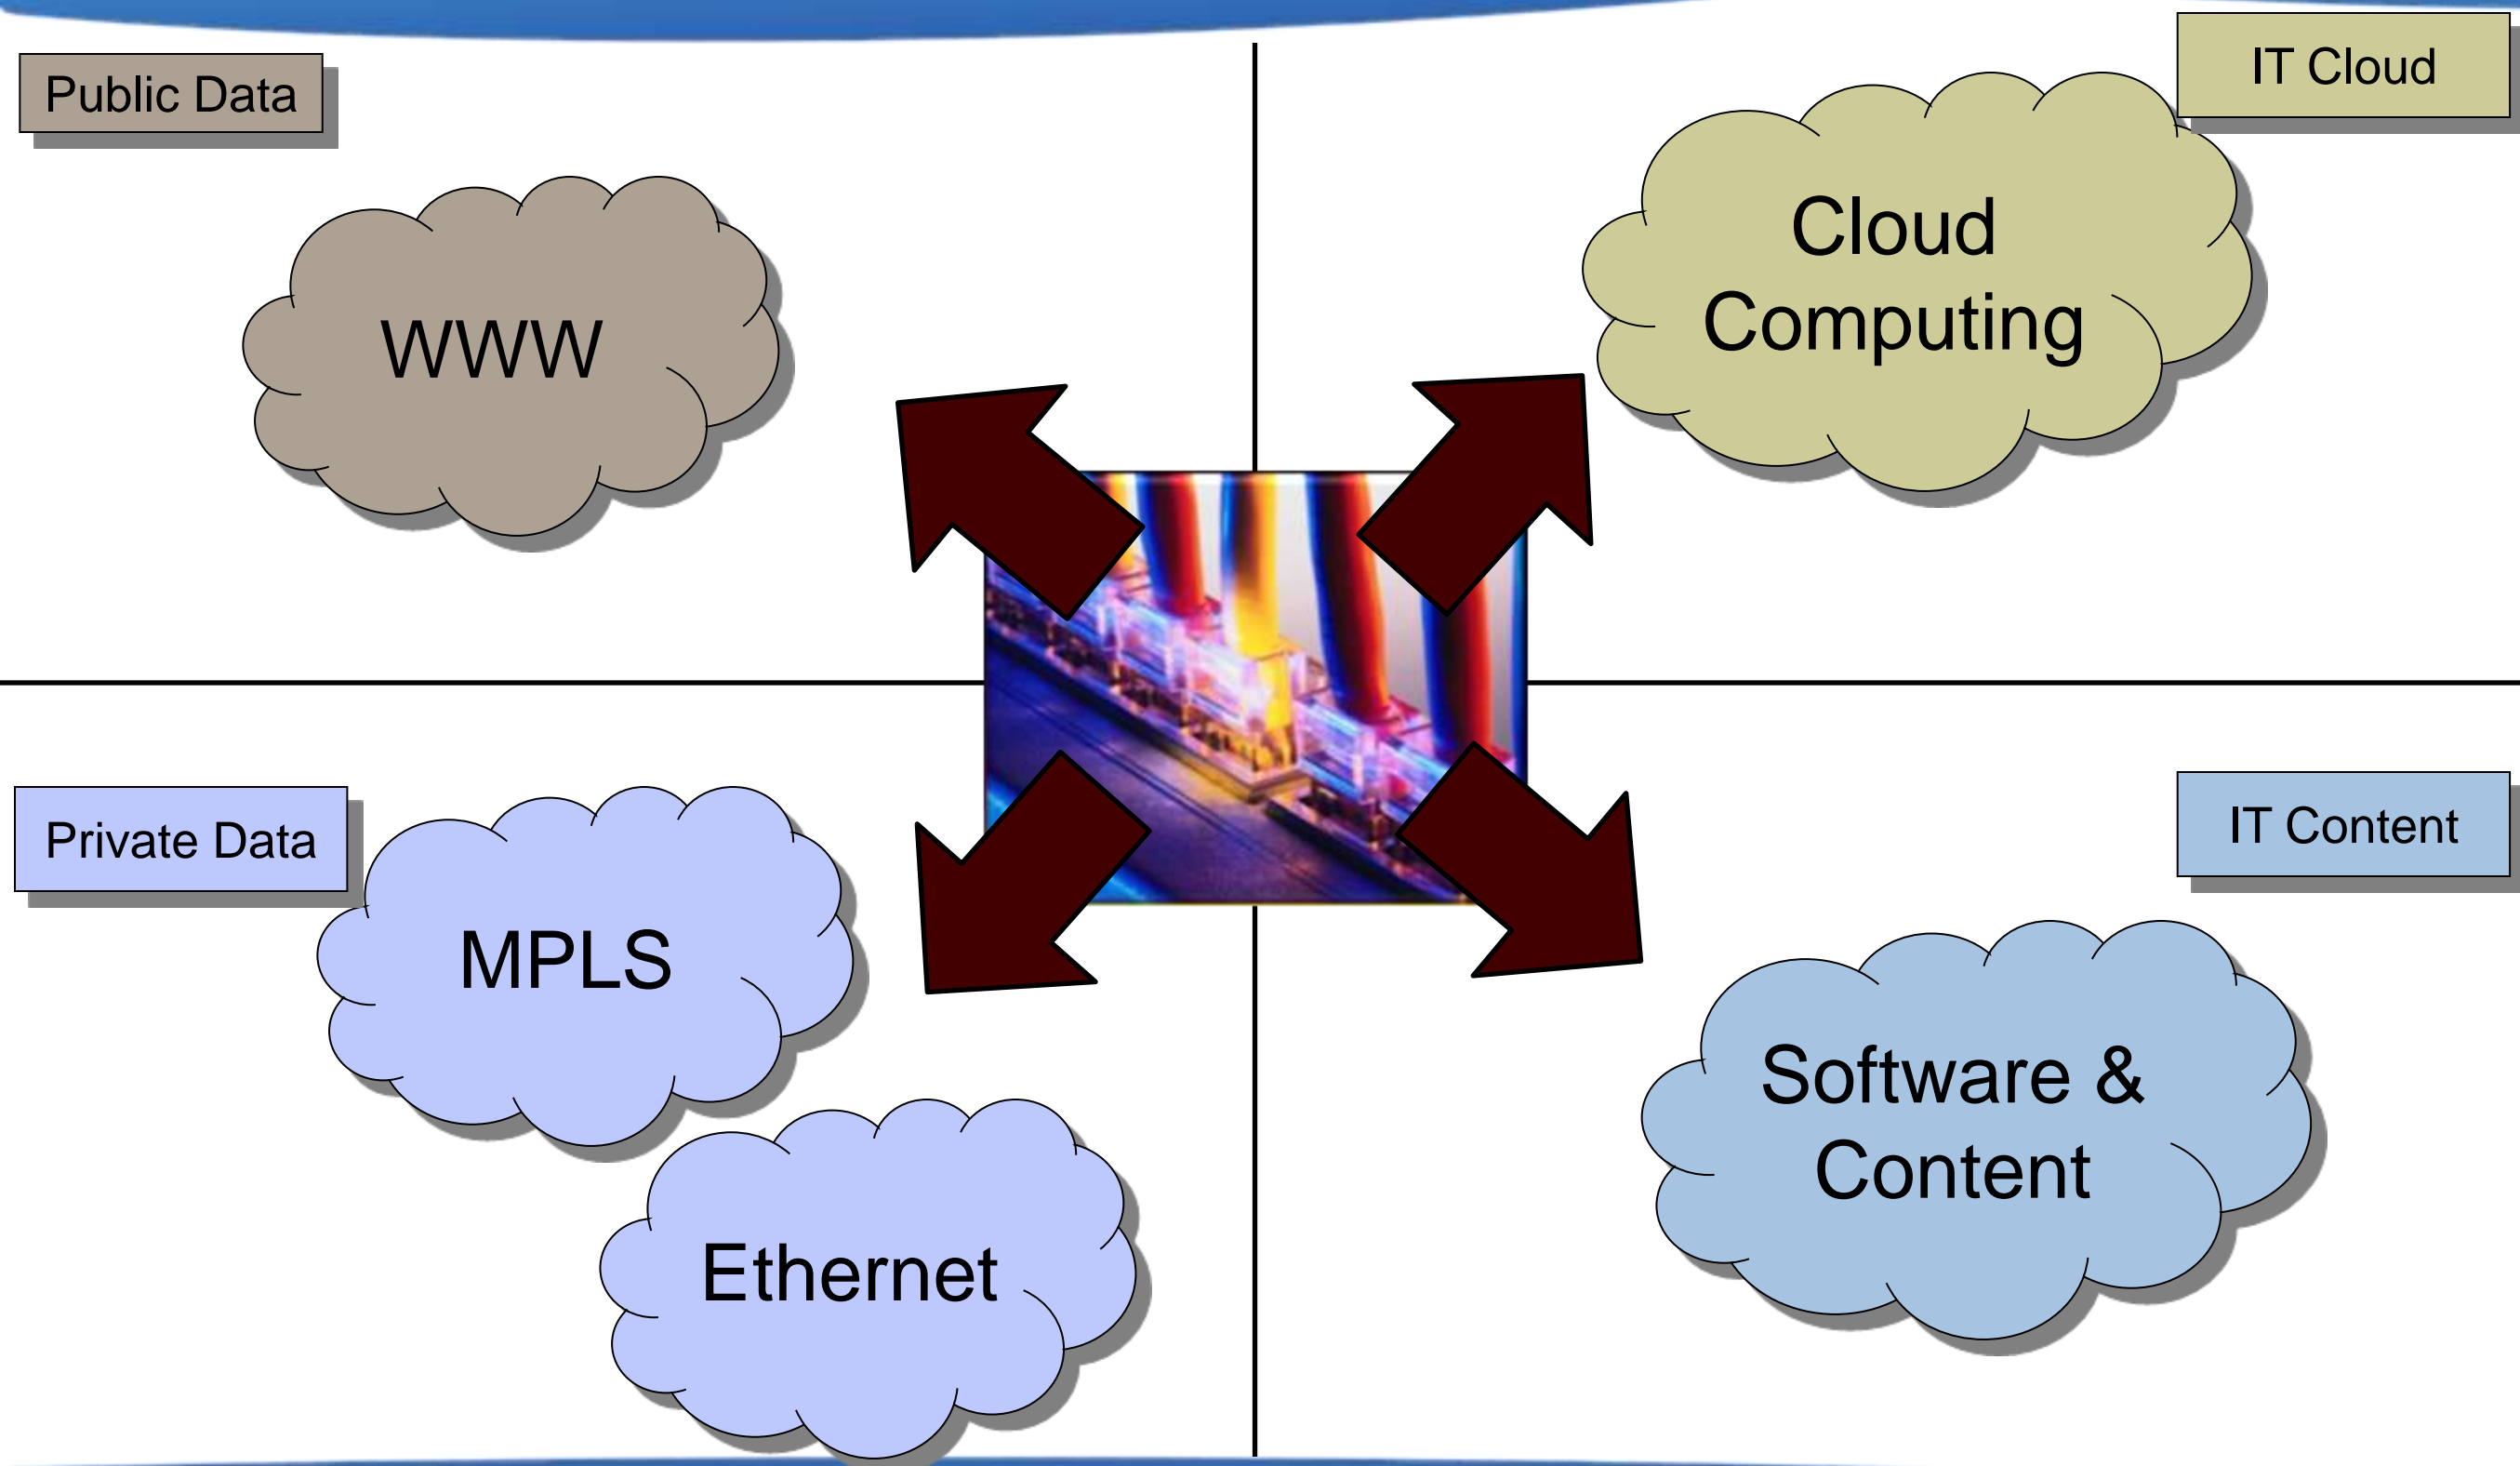 Public Data
WWW
IT Cloud
Cloud
Computing
Private Data
MPLS
Ethernet
IT Content
Software &
Content